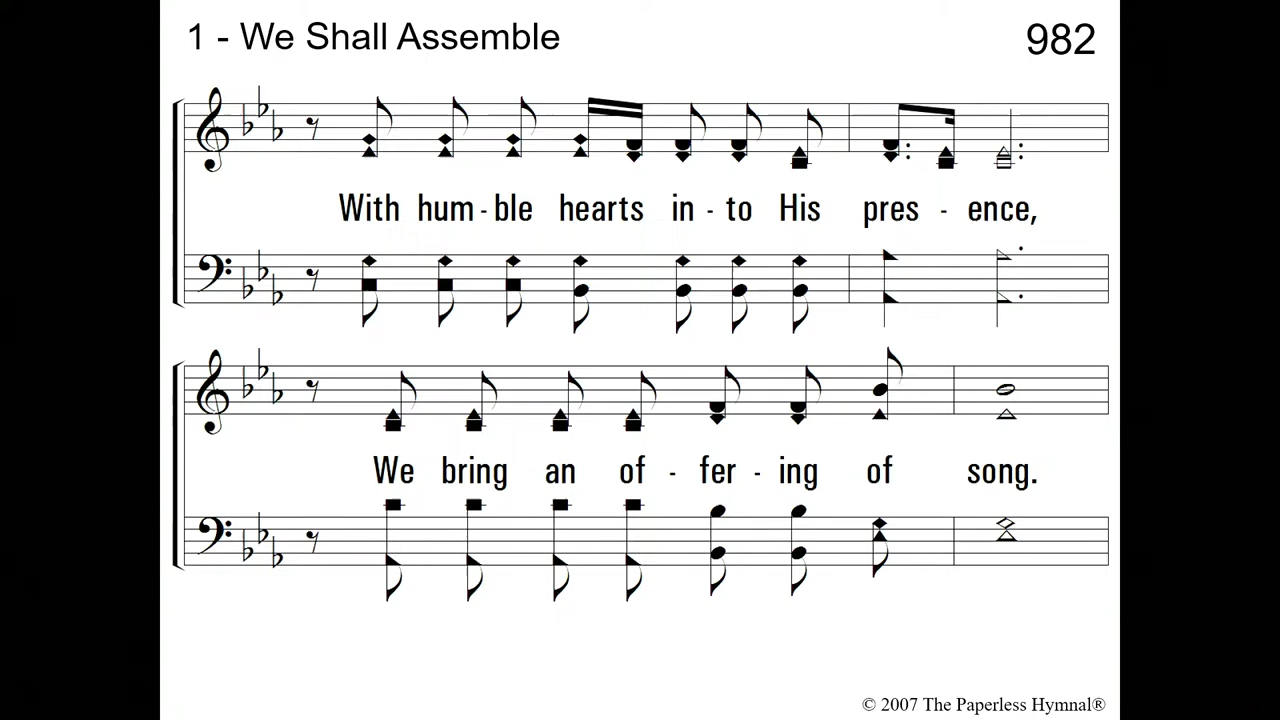 1 - We Shall Assemble 982
With hum - ble hearts in - to His pres - ence,
We bring an of - fer - ing of song.
© 2007 The Paperless Hymnal®